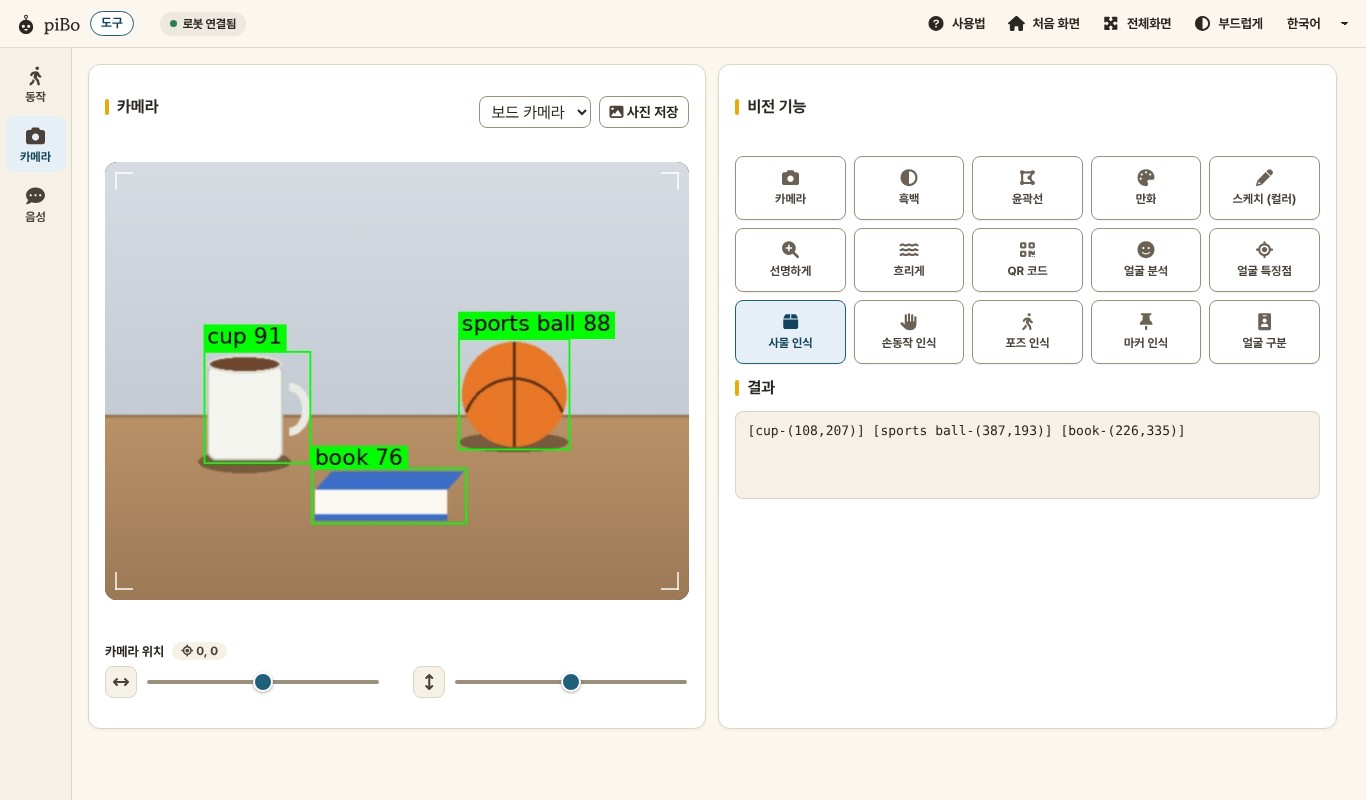 piBo
도구
로봇 연결됨
사용법
처음 화면
전체화면
부드럽게
한국어
동작
카메라
음성
카메라
보드 카메라
사진 저장
cup 91
sports ball 88
book 76
카메라 위치
0, 0
비전 기능
카메라
흑백
윤곽선
만화
스케치 (컬러)
선명하게
흐리게
QR 코드
얼굴 분석
얼굴 특징점
사물 인식
손동작 인식
포즈 인식
마커 인식
얼굴 구분
결과
[cup-(108,207)] [sports ball-(387,193)] [book-(226,335)]